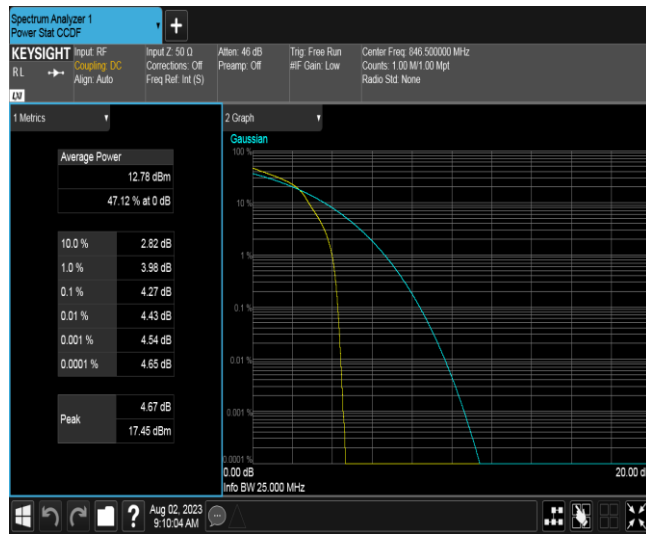 Spectrum Analyzer 1
Power Stat CCDF
KEYSIGHT
RL
LXI
Input: RF
Coupling: DC
Align: Auto
Input Z: 50 Ω
Corrections: Off
Freq Ref: Int (S)
Atten: 46 dB
Preamp: Off
Trig: Free Run
#IF Gain: Low
Center Freq: 846.500000 MHz
Counts: 1.00 M/1.00 Mpt
Radio Std: None
1 Metrics
Average Power
12.78 dBm
47.12 % at 0 dB
10.0 % 2.82 dB
1.0 % 3.98 dB
0.1 % 4.27 dB
0.01 % 4.43 dB
0.001 % 4.54 dB
0.0001 % 4.65 dB
Peak
4.67 dB
17.45 dBm
2 Graph
Gaussian
100 %
10 %
1 %
0.1 %
0.01 %
0.001 %
0.0001 %
0.00 dB
20.00 d
Info BW 25.000 MHz
?
Aug 02, 2023
9:10:04 AM